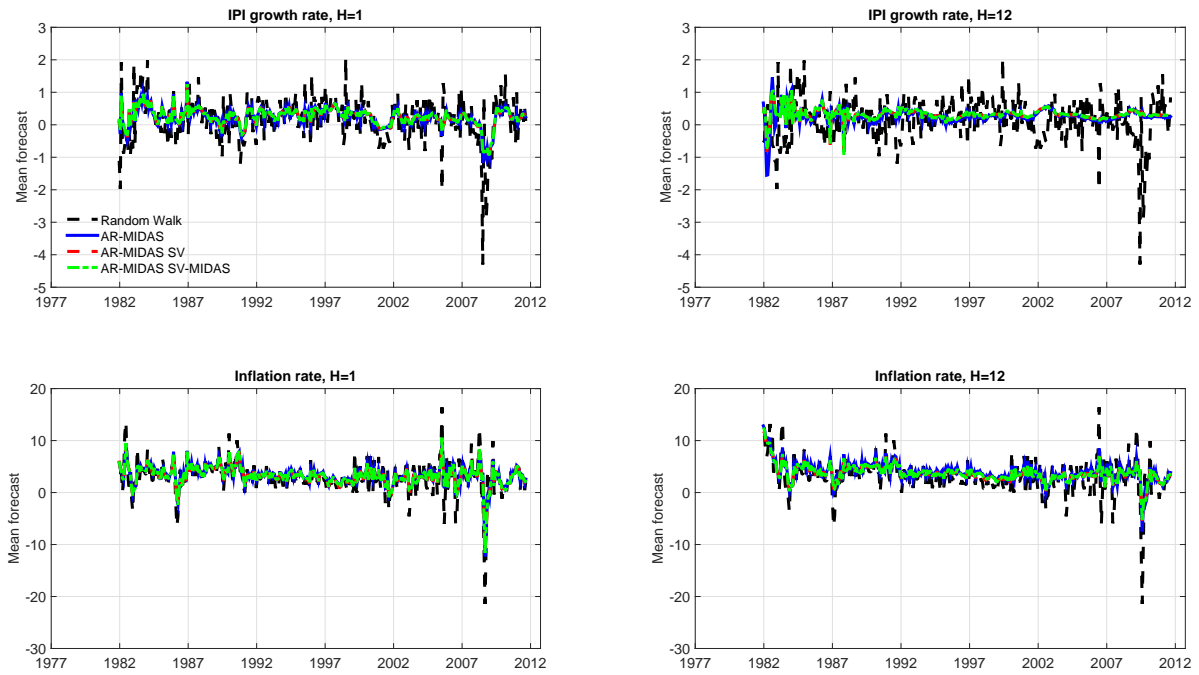 IPI growth rate, H=1
Mean forecast
3
2
1
0
-1
-2
-3
-4
-5
Random Walk
AR-MIDAS
AR-MIDAS SV
AR-MIDAS SV-MIDAS
1977 1982 1987 1992 1997 2002 2007 2012
IPI growth rate, H=12
Mean forecast
3
2
1
0
-1
-2
-3
-4
-5
1977 1982 1987 1992 1997 2002 2007 2012
Inflation rate, H=1
Mean forecast
20
10
0
-10
-20
-30
1977 1982 1987 1992 1997 2002 2007 2012
Inflation rate, H=12
Mean forecast
20
10
0
-10
-20
-30
1977 1982 1987 1992 1997 2002 2007 2012